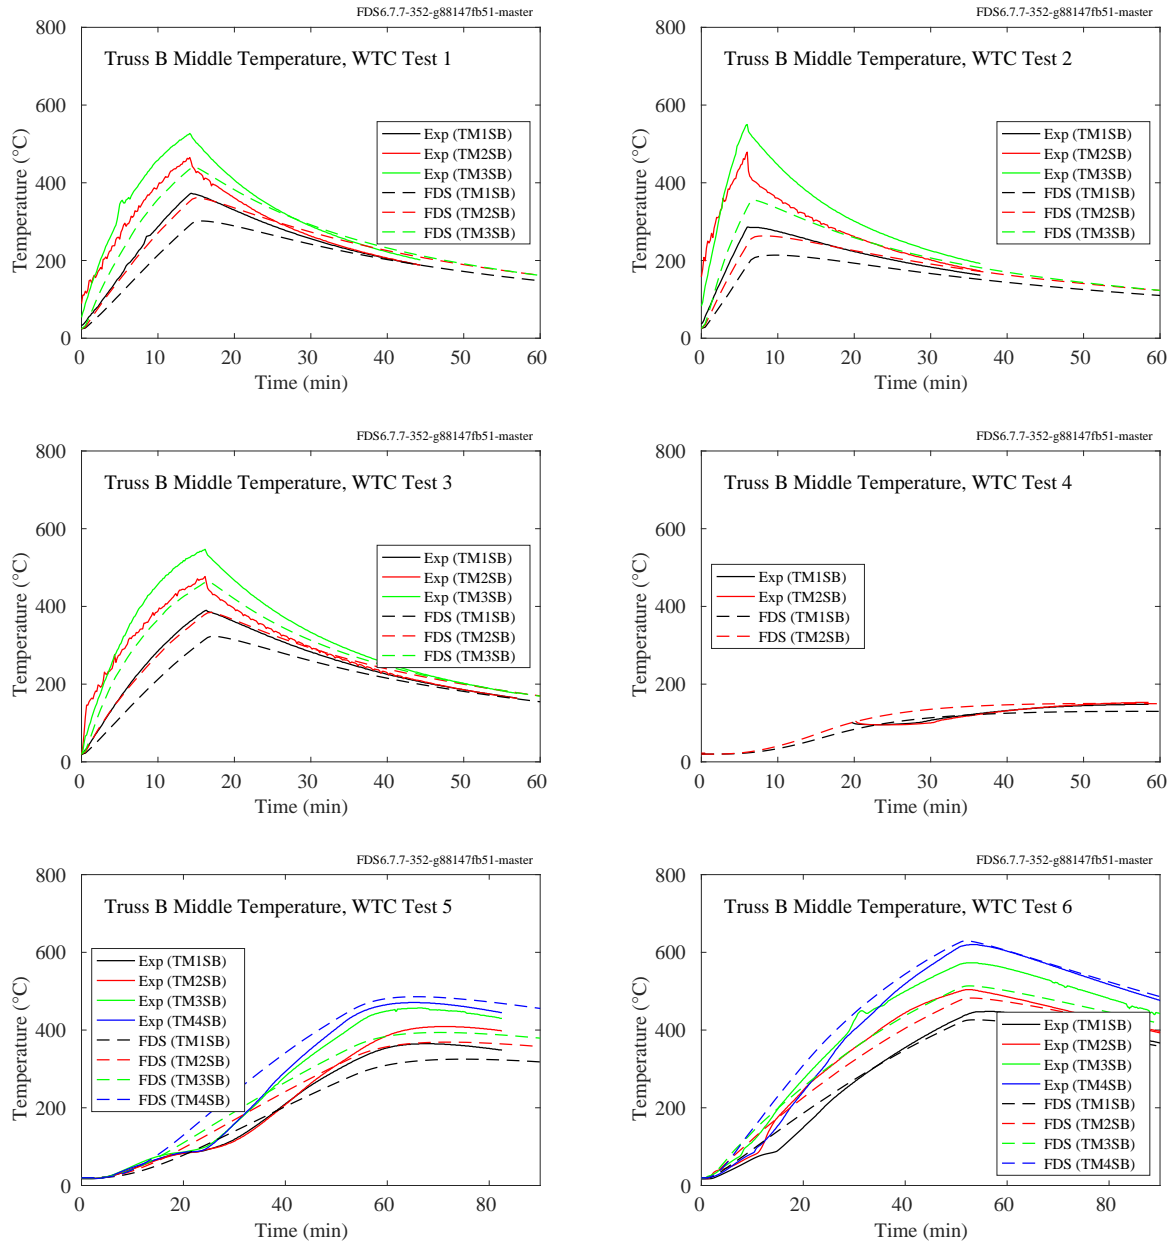 FDS6.7.7-352-g88147fb51-master
Truss B Middle Temperature, WTC Test 1
800
600
400
200
0
Temperature (°C)
Exp (TM1SB)
Exp (TM2SB)
Exp (TM3SB)
FDS (TM1SB)
FDS (TM2SB)
FDS (TM3SB)
0 10 20 30 40 50 60
Time (min)
FDS6.7.7-352-g88147fb51-master
Truss B Middle Temperature, WTC Test 2
800
600
400
200
0
Temperature (°C)
Exp (TM1SB)
Exp (TM2SB)
Exp (TM3SB)
FDS (TM1SB)
FDS (TM2SB)
FDS (TM3SB)
0 10 20 30 40 50 60
Time (min)
FDS6.7.7-352-g88147fb51-master
Truss B Middle Temperature, WTC Test 3
800
600
400
200
0
Temperature (°C)
Exp (TM1SB)
Exp (TM2SB)
Exp (TM3SB)
FDS (TM1SB)
FDS (TM2SB)
FDS (TM3SB)
0 10 20 30 40 50 60
Time (min)
FDS6.7.7-352-g88147fb51-master
Truss B Middle Temperature, WTC Test 4
800
600
400
200
0
Temperature (°C)
Exp (TM1SB)
Exp (TM2SB)
FDS (TM1SB)
FDS (TM2SB)
0 10 20 30 40 50 60
Time (min)
FDS6.7.7-352-g88147fb51-master
Truss B Middle Temperature, WTC Test 5
800
600
400
200
0
Temperature (°C)
Exp (TM1SB)
Exp (TM2SB)
Exp (TM3SB)
Exp (TM4SB)
FDS (TM1SB)
FDS (TM2SB)
FDS (TM3SB)
FDS (TM4SB)
0 20 40 60 80
Time (min)
FDS6.7.7-352-g88147fb51-master
Truss B Middle Temperature, WTC Test 6
800
600
400
200
0
Temperature (°C)
Exp (TM1SB)
Exp (TM2SB)
Exp (TM3SB)
Exp (TM4SB)
FDS (TM1SB)
FDS (TM2SB)
FDS (TM3SB)
FDS (TM4SB)
0 20 40 60 80
Time (min)